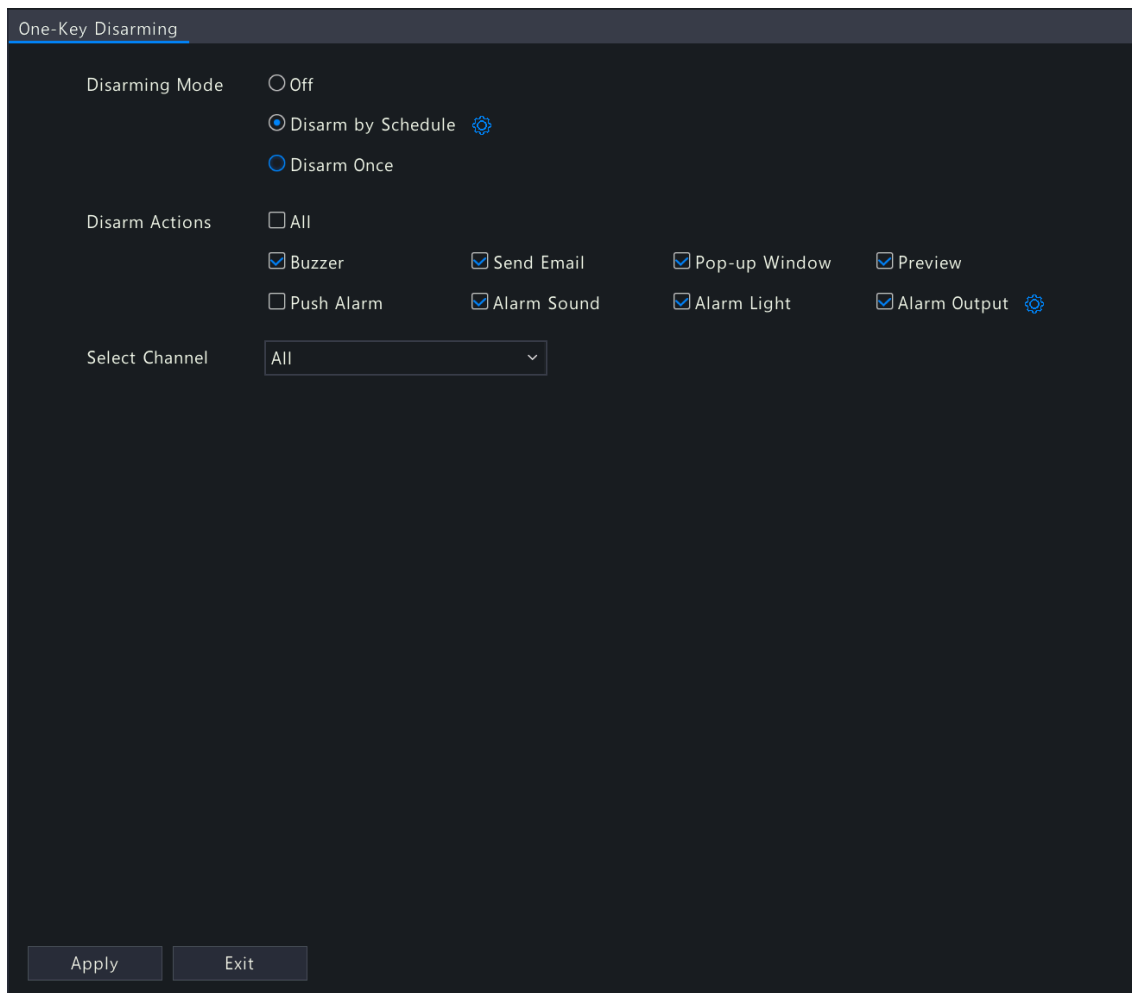 One-Key Disarming
Disarming Mode Off
Disarm by Schedule
Disarm Once
Disarm Actions All
Buzzer Send Email Pop-up Window Preview
Push Alarm Alarm Sound Alarm Light Alarm Output
Select Channel All
Apply Exit